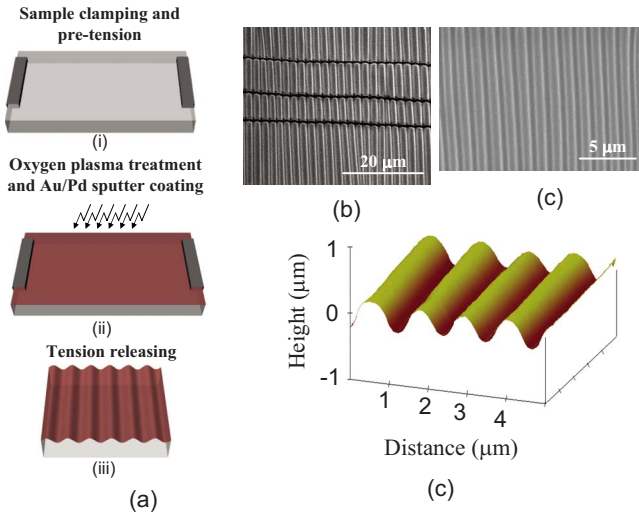 Sample clamping and
pre-tension
(i)
Oxygen plasma treatment
and Au/Pd sputter coating
(ii)
Tension releasing
(iii)
(a)
20 μm
(b)
5 μm
(c)
Height (μm)
1
0
-1
1
2
3
4
Distance (μm)
(c)